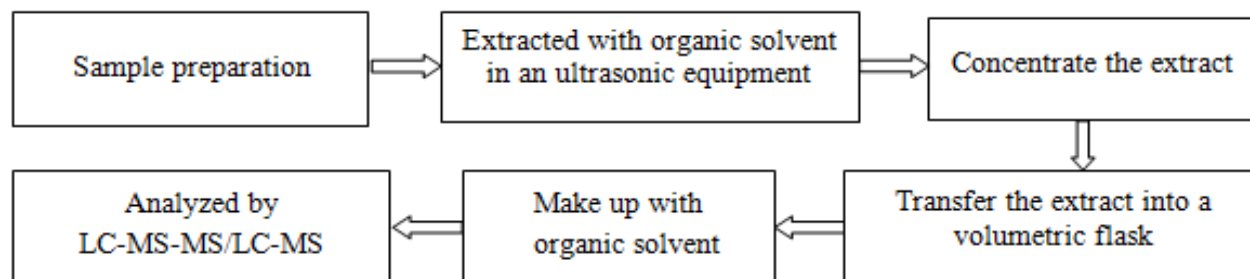 Sample preparation
Extracted with organic solvent
in an ultrasonic equipment
Concentrate the extract
Transfer the extract into a
volumetric flask
Make up with
organic solvent
Analyzed by
LC-MS-MS/LC-MS